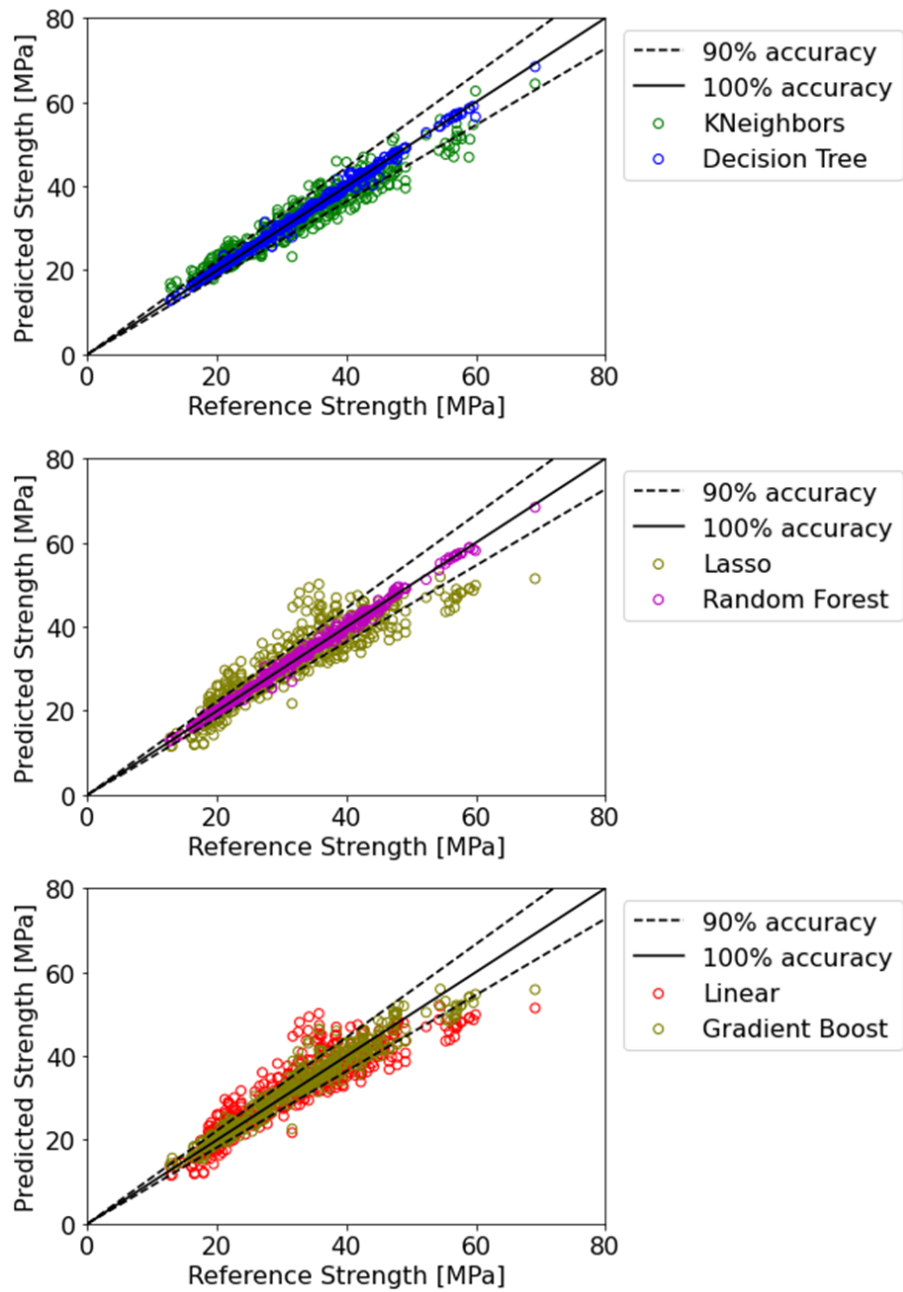 80
60
40
20
0
Predicted Strength [MPa]
0 20 40 60 80
Reference Strength [MPa]
90% accuracy
100% accuracy
KNeighbors
Decision Tree
80
60
40
20
0
Predicted Strength [MPa]
0 20 40 60 80
Reference Strength [MPa]
90% accuracy
100% accuracy
Lasso
Random Forest
80
60
40
20
0
Predicted Strength [MPa]
0 20 40 60 80
Reference Strength [MPa]
90% accuracy
100% accuracy
Linear
Gradient Boost